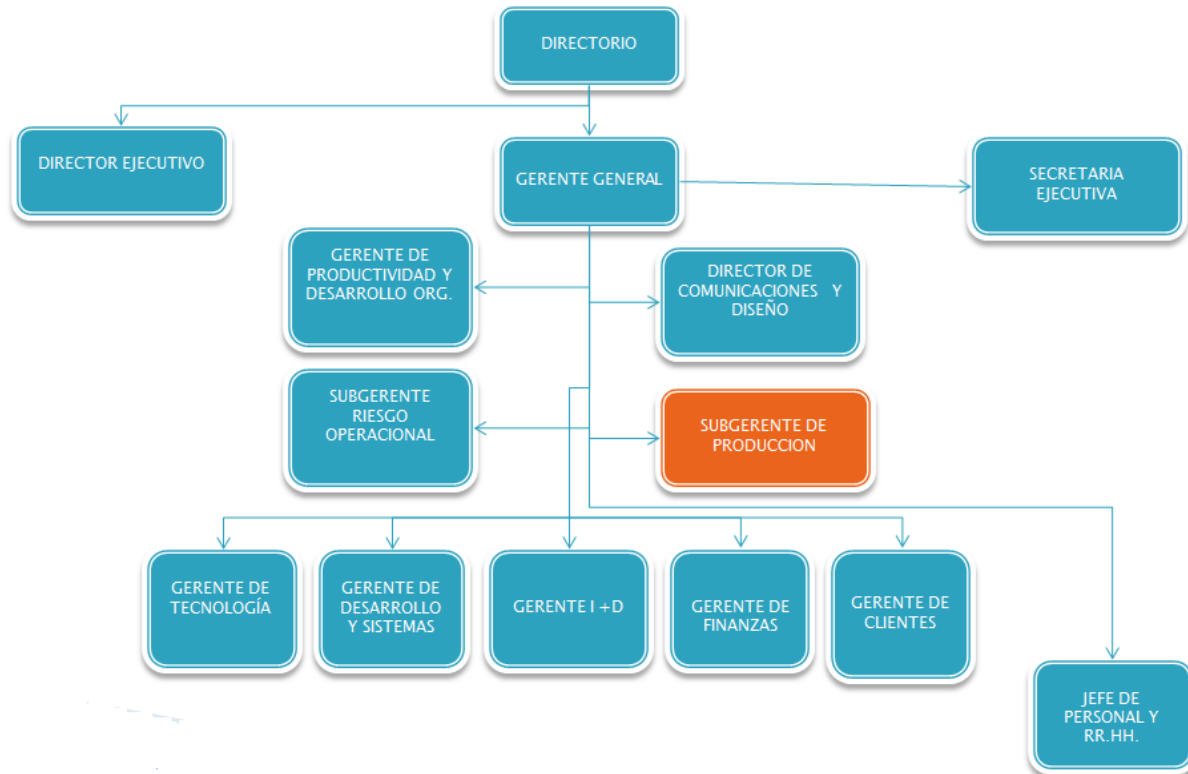 DIRECTORIO
DIRECTOR EJECUTIVO
GERENTE GENERAL
SECRETARIA
EJECUTIVA
GERENTE DE
PRODUCTIVIDAD Y
DESARROLLO ORG.
DIRECTOR DE
COMUNICACIONES Y
DISEÑO
SUBGERENTE
RIESGO
OPERACIONAL
SUBGERENTE DE
PRODUCCION
GERENTE DE
TECNOLOGÍA
GERENTE DE
DESARROLLO
Y SISTEMAS
GERENTE I +D
GERENTE DE
FINANZAS
GERENTE DE
CLIENTES
JEFE DE
PERSONAL Y
RR.HH.